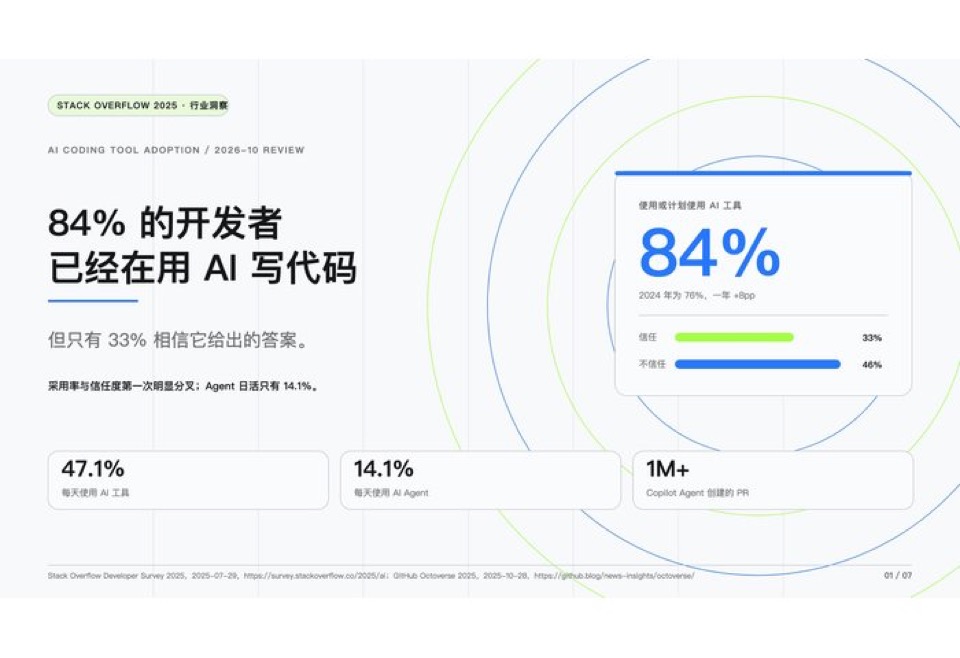 STACK OVERFLOW 2025 · 行业洞察
AI CODING TOOL ADOPTION / 2026-10 REVIEW
84% 的开发者
已经在用 AI 写代码
但只有 33% 相信它给出的答案。
采用率与信任度第一次明显分叉；Agent 日活只有 14.1%。
使用或计划使用 AI 工具
84%
2024 年为 76%，一年 +8pp
信任 33%
不信任 46%
47.1%
每天使用 AI 工具
14.1%
每天使用 AI Agent
1M+
Copilot Agent 创建的 PR
Stack Overflow Developer Survey 2025，2025-07-29，https://survey.stackoverflow.co/2025/ai；GitHub Octoverse 2025，2025-10-28，https://github.blog/news-insights/octoverse/
01 / 07